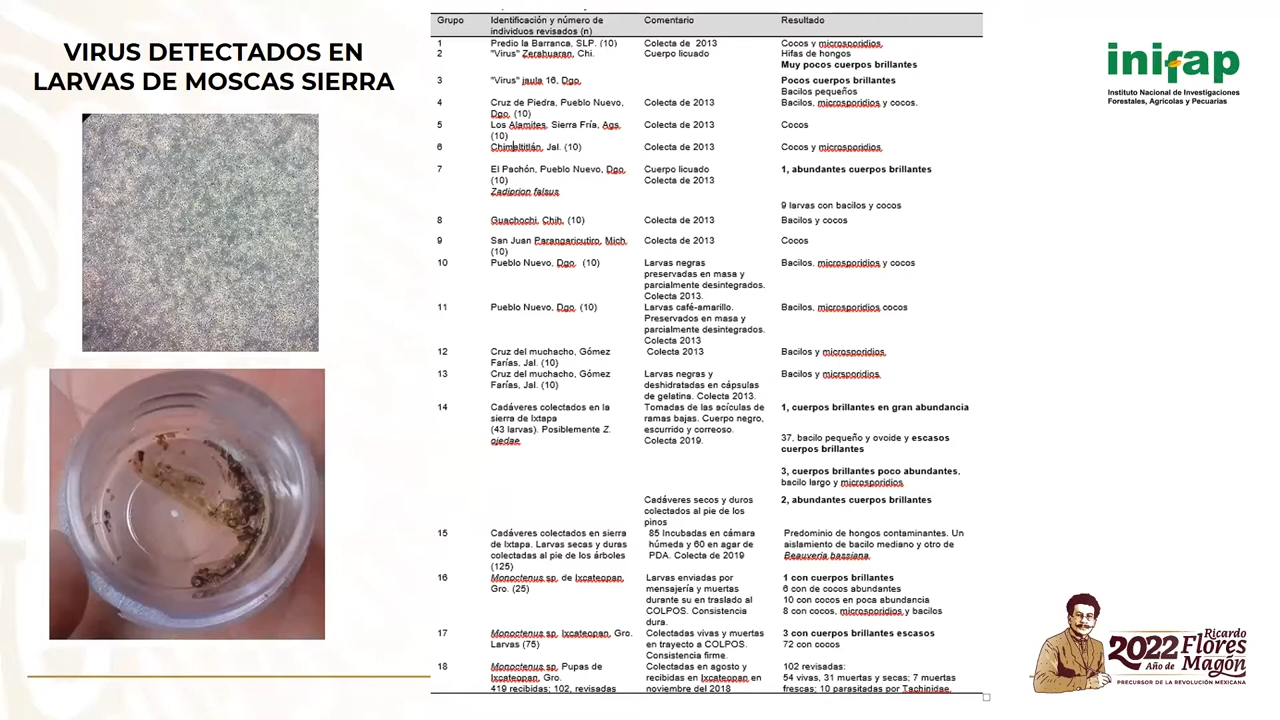 VIRUS DETECTADOS EN
LARVAS DE MOSCAS SIERRA
Grupo Identificación y número de individuos revisados (n) Comentario Resultado
1 Predio la Barranca, SLP. (10) Colecta de 2013 Cocos y microsporidios.
2 "Virus" Zerahuaran, Chi. Cuerpo licuado Hifas de hongos
Muy pocos cuerpos brillantes
3 "Virus" jaula 16, Dgo. Pocos cuerpos brillantes
Bacilos pequeños
4 Cruz de Piedra, Pueblo Nuevo, Colecta de 2013 Bacilos, microsporidios y cocos.
Dgo. (10)
5 Los Alamites, Sierra Fría, Ags. Colecta de 2013 Cocos
(10)
6 Chimaltitlán, Jal. (10) Colecta de 2013 Cocos y microsporidios
7 El Pachón, Pueblo Nuevo, Dgo. Cuerpo licuado 1, abundantes cuerpos brillantes
(10) Colecta de 2013
Zadiprion falsus
9 larvas con bacilos y cocos
8 Guachochi, Chih. (10) Colecta de 2013 Bacilos y cocos
9 San Juan Parangaricutiro, Mich. Colecta de 2013 Cocos
(10)
10 Pueblo Nuevo, Dgo. (10) Larvas negras Bacilos, microsporidios y cocos
preservadas en masa y
parcialmente desintegrados.
Colecta 2013.
11 Pueblo Nuevo, Dgo. (10) Larvas café-amarillo. Bacilos, microsporidios cocos
Preservados en masa y
parcialmente desintegrados.
Colecta 2013
12 Cruz del muchacho, Gómez Colecta 2013 Bacilos y microsporidios
Farías, Jal. (10)
13 Cruz del muchacho, Gómez Larvas negras y Bacilos y microsporidios
Farías, Jal. (10) deshidratadas en cápsulas
de gelatina. Colecta 2013.
14 Cadáveres colectados en la Tomadas de las acículas de 1, cuerpos brillantes en gran abundancia
sierra de Ixtapa ramas bajas. Cuerpo negro,
(43 larvas). Posiblemente Z. escurrido y correoso. 37, bacilo pequeño y ovoide y escasos
ojedae Colecta 2019. cuerpos brillantes
3, cuerpos brillantes poco abundantes,
bacilo largo y microsporidios
Cadáveres secos y duros 2, abundantes cuerpos brillantes
colectados al pie de los
pinos
15 Cadáveres colectados en sierra 85 Incubadas en cámara Predominio de hongos contaminantes. Un
de Ixtapa. Larvas secas y duras húmeda y 60 en agar de aislamiento de bacilo mediano y otro de
colectadas al pie de los árboles PDA. Colecta de 2019 Beauveria bassiana
(125)
16 Monoctenus sp. de Ixcateopan, Larvas enviadas por 1 con cuerpos brillantes
Gro. (25) mensajería y muertas 6 con de cocos abundantes
durante su en traslado al 10 con cocos en poca abundancia
COLPOS. Consistencia 8 con cocos, microsporidios y bacilos
dura.
17 Monoctenus sp. Ixcateopan, Gro. Colectadas vivas y muertas 3 con cuerpos brillantes escasos
Larvas (75) en trayecto a COLPOS. 72 con cocos
Consistencia firme.
18 Monoctenus sp, Pupas de Colectadas en agosto y 102 revisadas:
Ixcateopan, Gro. recibidas en Ixcateopan en 54 vivas, 31 muertas y secas; 7 muertas
419 recibidas; 102, revisadas noviembre del 2018 frescas; 10 parasitadas por Tachinidae.
inifap
Instituto Nacional de Investigaciones
Forestales, Agrícolas y Pecuarias
2022 Ricardo
Flores
Año de Magón
PRECURSOR DE LA REVOLUCIÓN MEXICANA